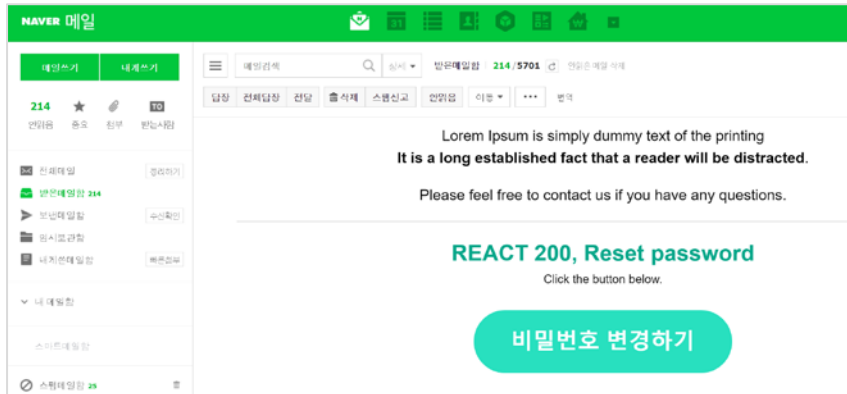 NAVER 메일
31
메일쓰기 내게쓰기
메일검색 상세 받은메일함 214/5701 안읽은메일 삭제
답장 전체답장 전달 삭제 스팸신고 안읽음 이동 ••• 번역
214 TO
안읽음 중요 첨부 받는사람
전체메일 정리하기
받은메일함 214
보낸메일함 수신확인
임시보관함
내게쓴메일함 빠른첨부
내 메일함
스마트메일함
스팸메일함 25
Lorem Ipsum is simply dummy text of the printing
It is a long established fact that a reader will be distracted.
Please feel free to contact us if you have any questions.
REACT 200, Reset password
Click the button below.
비밀번호 변경하기